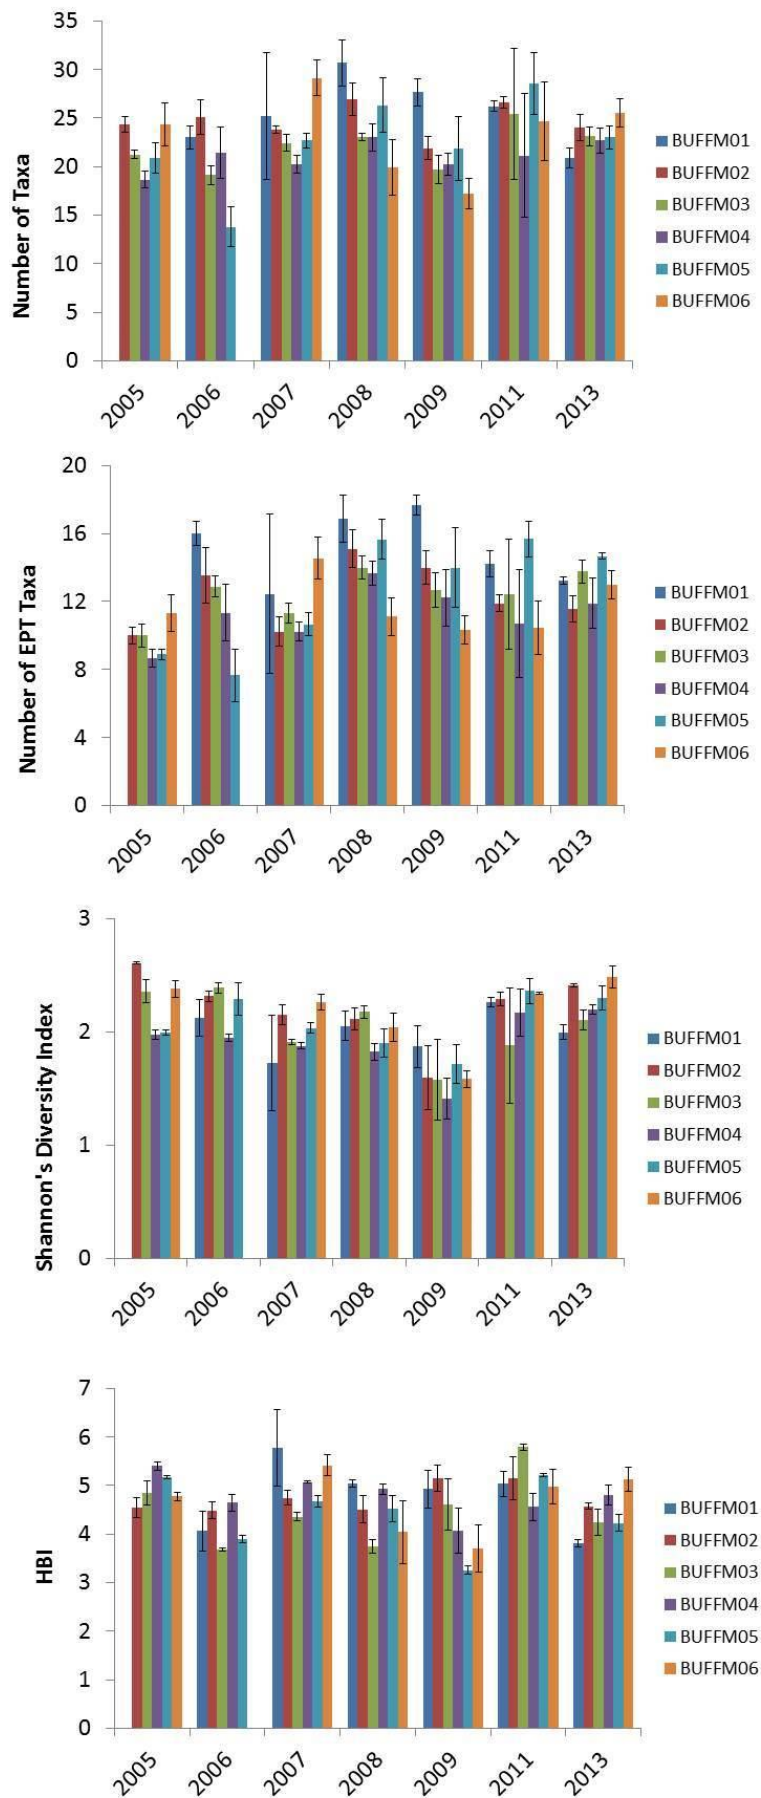 Number of Taxa
35
30
25
20
15
10
5
0
2005
2006
2007
2008
2009
2011
2013
BUFFM01
BUFFM02
BUFFM03
BUFFM04
BUFFM05
BUFFM06
Number of EPT Taxa
20
16
12
8
4
0
2005
2006
2007
2008
2009
2011
2013
BUFFM01
BUFFM02
BUFFM03
BUFFM04
BUFFM05
BUFFM06
Shannon's Diversity Index
3
2
1
0
2005
2006
2007
2008
2009
2011
2013
BUFFM01
BUFFM02
BUFFM03
BUFFM04
BUFFM05
BUFFM06
HBI
7
6
5
4
3
2
1
0
2005
2006
2007
2008
2009
2011
2013
BUFFM01
BUFFM02
BUFFM03
BUFFM04
BUFFM05
BUFFM06